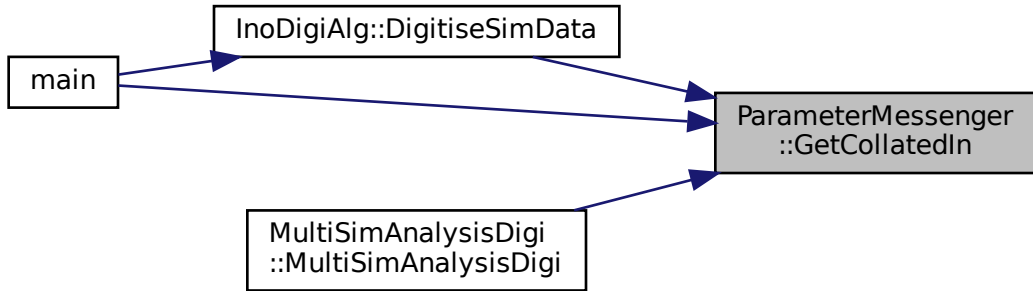 InoDigiAlg::DigitiseSimData
main
ParameterMessenger
::GetCollatedIn
MultiSimAnalysisDigi
::MultiSimAnalysisDigi